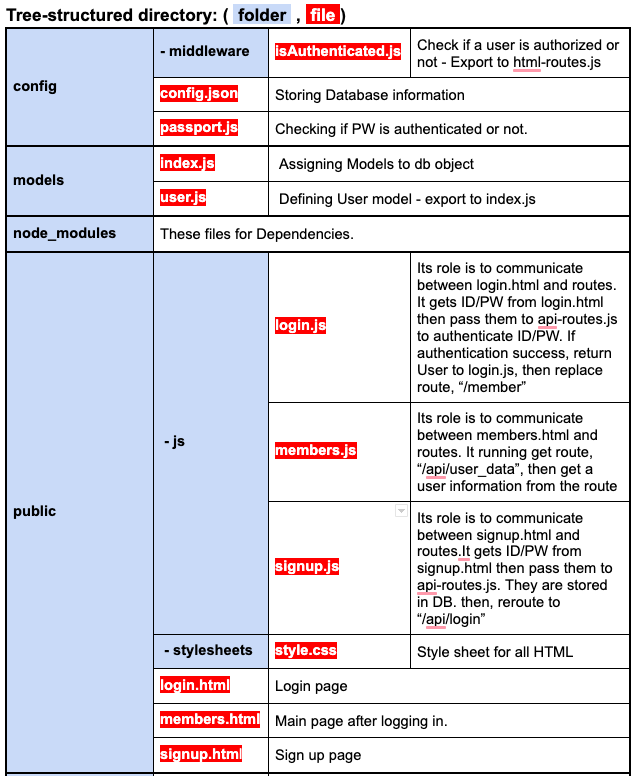 Tree-structured directory: ( folder , file )
config
- middleware
isAuthenticated.js
Check if a user is authorized or
not - Export to html-routes.js
config.json
Storing Database information
passport.js
Checking if PW is authenticated or not.
models
index.js
Assigning Models to db object
user.js
Defining User model - export to index.js
node_modules
These files for Dependencies.
public
- js
login.js
Its role is to communicate
between login.html and routes.
It gets ID/PW from login.html
then pass them to api-routes.js
to authenticate ID/PW. If
authentication success, return
User to login.js, then replace
route, “/member”
members.js
Its role is to communicate
between members.html and
routes. It running get route,
“/api/user_data”, then get a
user information from the route
signup.js
Its role is to communicate
between signup.html and
routes.It gets ID/PW from
signup.html then pass them to
api-routes.js. They are stored
in DB. then, reroute to
“/api/login”
- stylesheets
style.css
Style sheet for all HTML
login.html
Login page
members.html
Main page after logging in.
signup.html
Sign up page